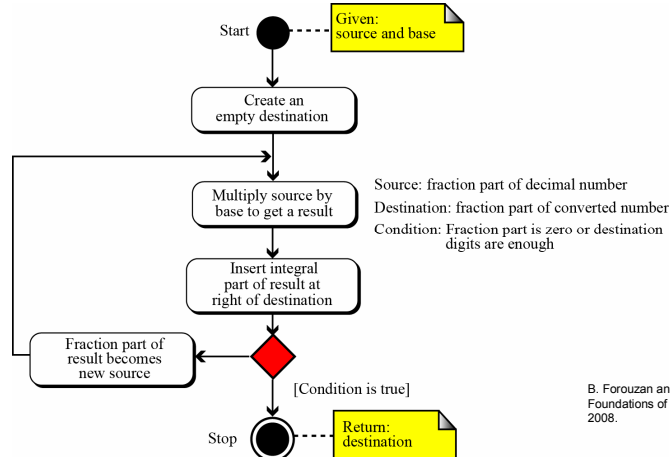 Given:
source and base
Start
Create an
empty destination
Multiply source by
base to get a result
Source: fraction part of decimal number
Destination: fraction part of converted number
Condition: Fraction part is zero or destination
digits are enough
Insert integral
part of result at
right of destination
Fraction part of
result becomes
new source
[Condition is true]
B. Forouzan an
Foundations of
2008.
Stop
Return:
destination